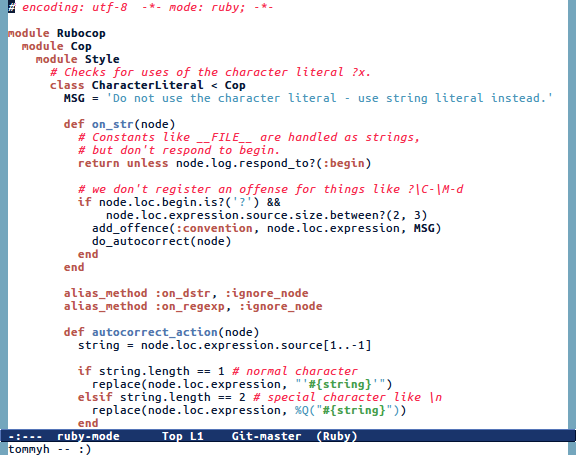 # encoding: utf-8  -*- mode: ruby; -*-

module Rubocop
  module Cop
    module Style
      # Checks for uses of the character literal ?x.
      class CharacterLiteral < Cop
        MSG = 'Do not use the character literal - use string literal instead.'

        def on_str(node)
          # Constants like __FILE__ are handled as strings,
          # but don't respond to begin.
          return unless node.log.respond_to?(:begin)

          # we don't register an offense for things like ?\C-\M-d
          if node.loc.begin.is?('?') &&
              node.loc.expression.source.size.between?(2, 3)
            add_offence(:convention, node.loc.expression, MSG)
            do_autocorrect(node)
          end
        end

        alias_method :on_dstr, :ignore_node
        alias_method :on_regexp, :ignore_node

        def autocorrect_action(node)
          string = node.loc.expression.source[1..-1]

          if string.length == 1 # normal character
            replace(node.loc.expression, "'#{string}'")
          elsif string.length == 2 # special character like \n
            replace(node.loc.expression, %Q("#{string}"))
          end
-:---  ruby-mode      Top L1    Git-master  (Ruby)
tommyh -- :)